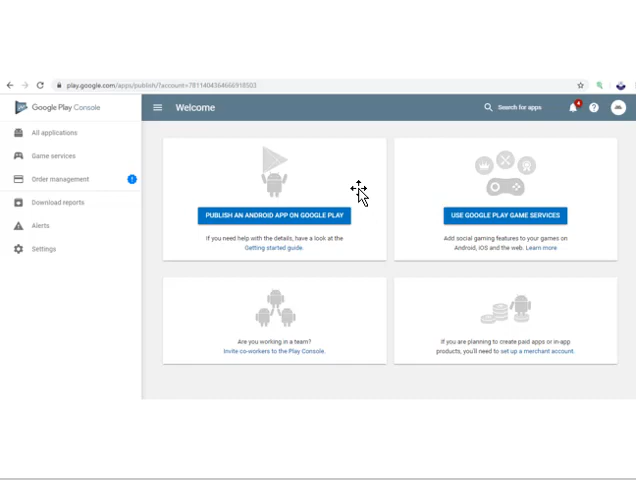 play.google.com/apps/publish/?account=7811404364666918503
Google Play Console
Welcome
Search for apps
4
All applications
Game services
Order management
1
Download reports
Alerts
Settings
PUBLISH AN ANDROID APP ON GOOGLE PLAY
If you need help with the details, have a look at the
Getting started guide.
USE GOOGLE PLAY GAME SERVICES
Add social gaming features to your games on
Android, iOS and the web. Learn more
Are you working in a team?
Invite co-workers to the Play Console.
If you are planning to create paid apps or in-app
products, you'll need to set up a merchant account.